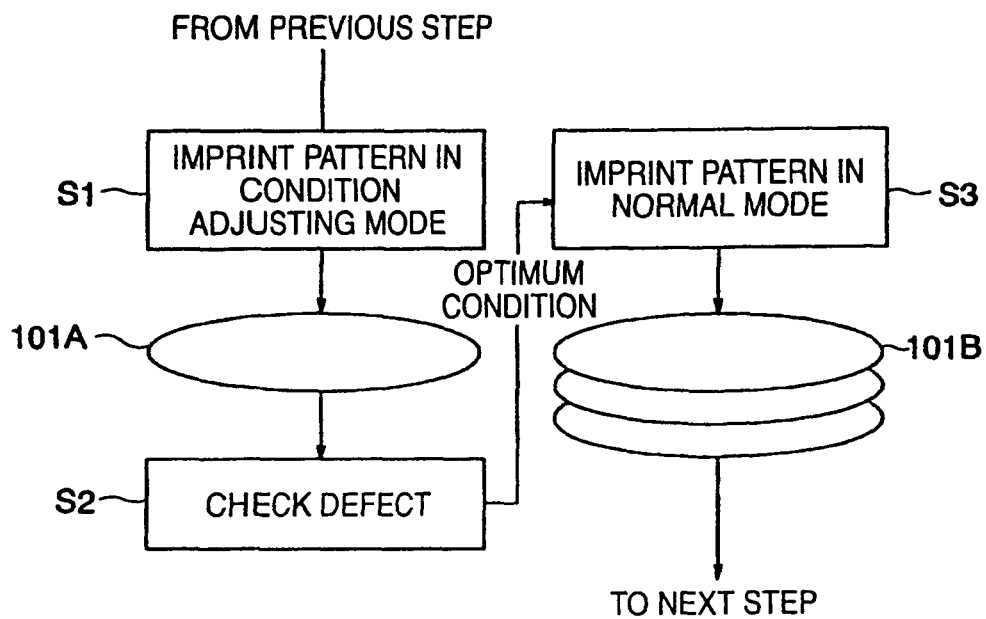 FROM PREVIOUS STEP
S1
IMPRINT PATTERN IN
CONDITION
ADJUSTING MODE
101A
S2
CHECK DEFECT
OPTIMUM
CONDITION
IMPRINT PATTERN IN
NORMAL MODE
S3
101B
TO NEXT STEP